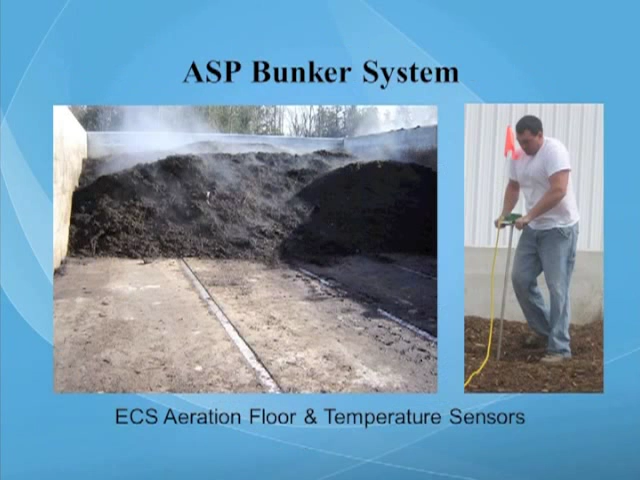 ASP Bunker System
ECS Aeration Floor & Temperature Sensors